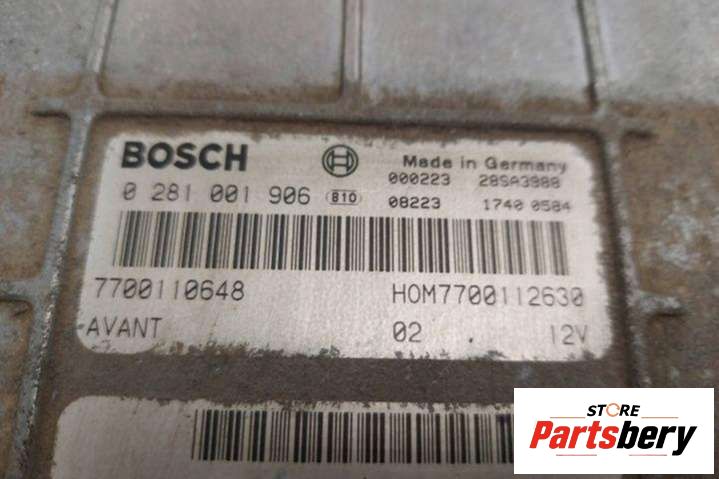 BOSCH Made in Germany
000223 28SA3988
0 281 001 906 810 08223 1740 0584
7700110648 HOM7700112630
AVANT 02 . 12V
STORE
Partsbery